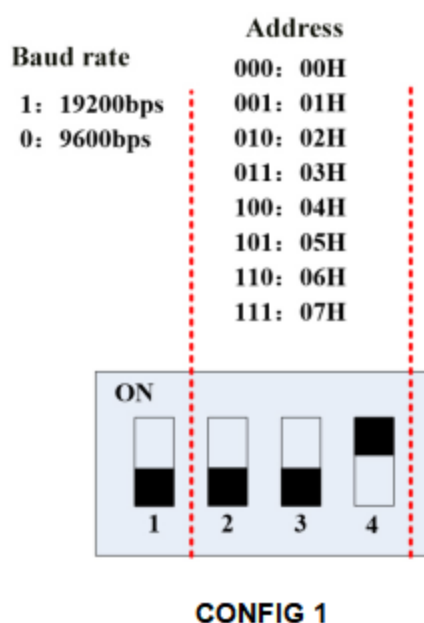 Address
Baud rate
000: 00H
1: 19200bps
001: 01H
0: 9600bps
010: 02H
011: 03H
100: 04H
101: 05H
110: 06H
111: 07H
ON
1 2 3 4
CONFIG 1